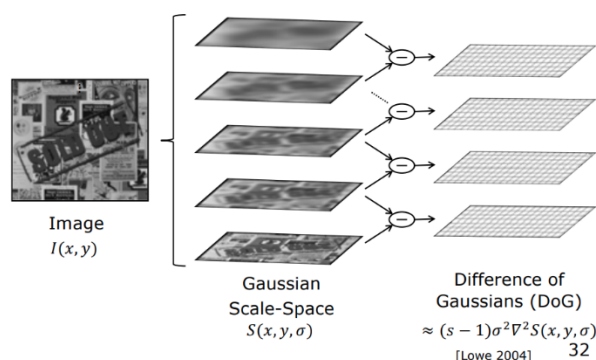 Image
I(x, y)
Gaussian
Scale-Space
S(x, y, σ)
Difference of
Gaussians (DoG)
≈ (s − 1)σ²∇²S(x, y, σ)
[Lowe 2004]
32